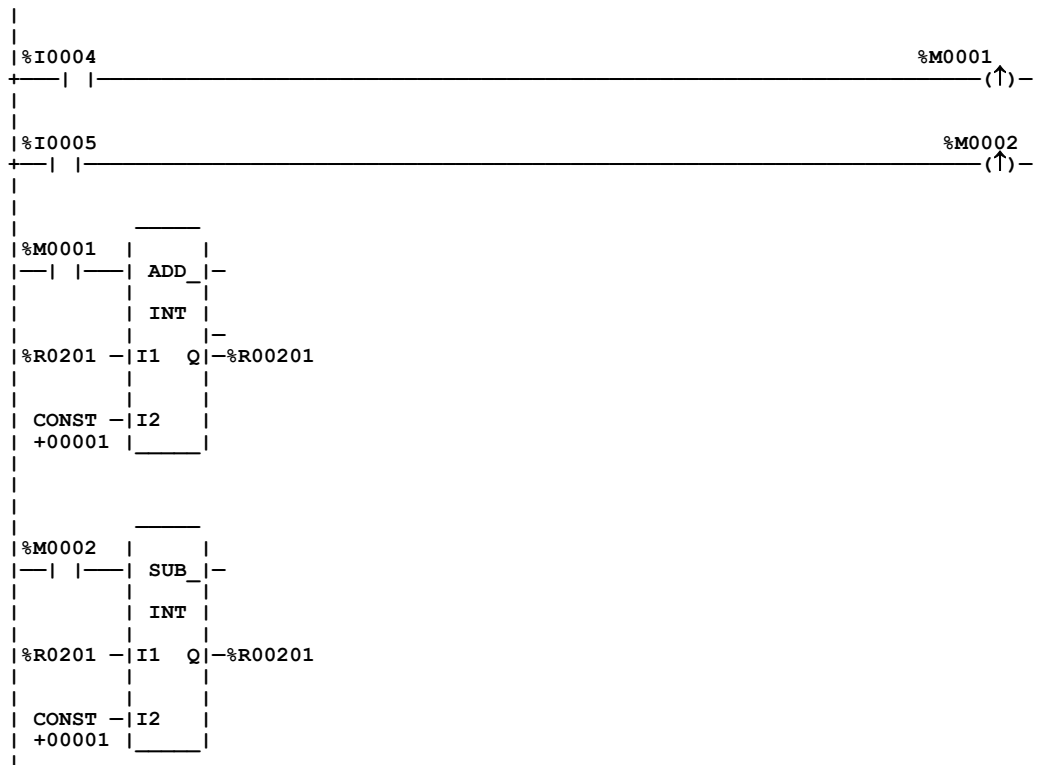 %I0004 %M0001
(↑)
%I0005 %M0002
(↑)
%M0001
ADD_
INT
%R0201 I1 Q %R00201
CONST I2
+00001
%M0002
SUB_
INT
%R0201 I1 Q %R00201
CONST I2
+00001